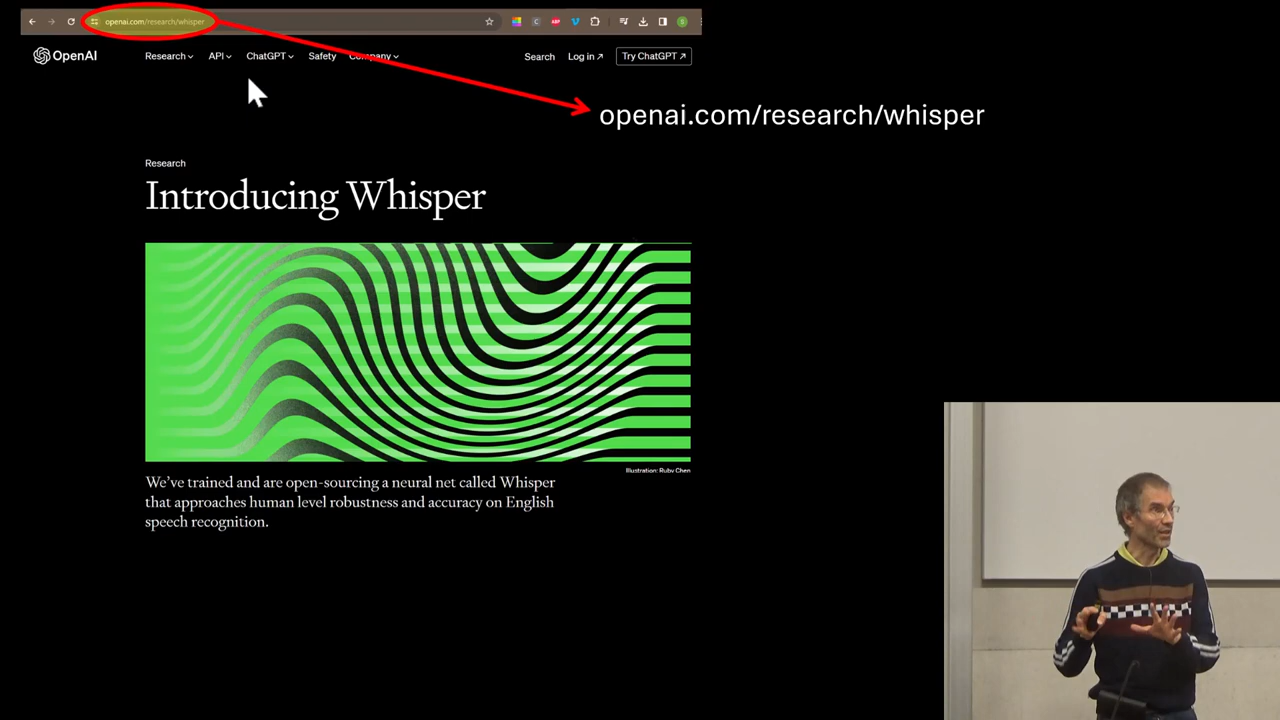 openai.com/research/whisper
OpenAI
Research
API
ChatGPT
Safety
Company
Search
Log in ↗
Try ChatGPT ↗
openai.com/research/whisper
Research
Introducing Whisper
Illustration: Ruby Chen
We've trained and are open-sourcing a neural net called Whisper
that approaches human level robustness and accuracy on English
speech recognition.